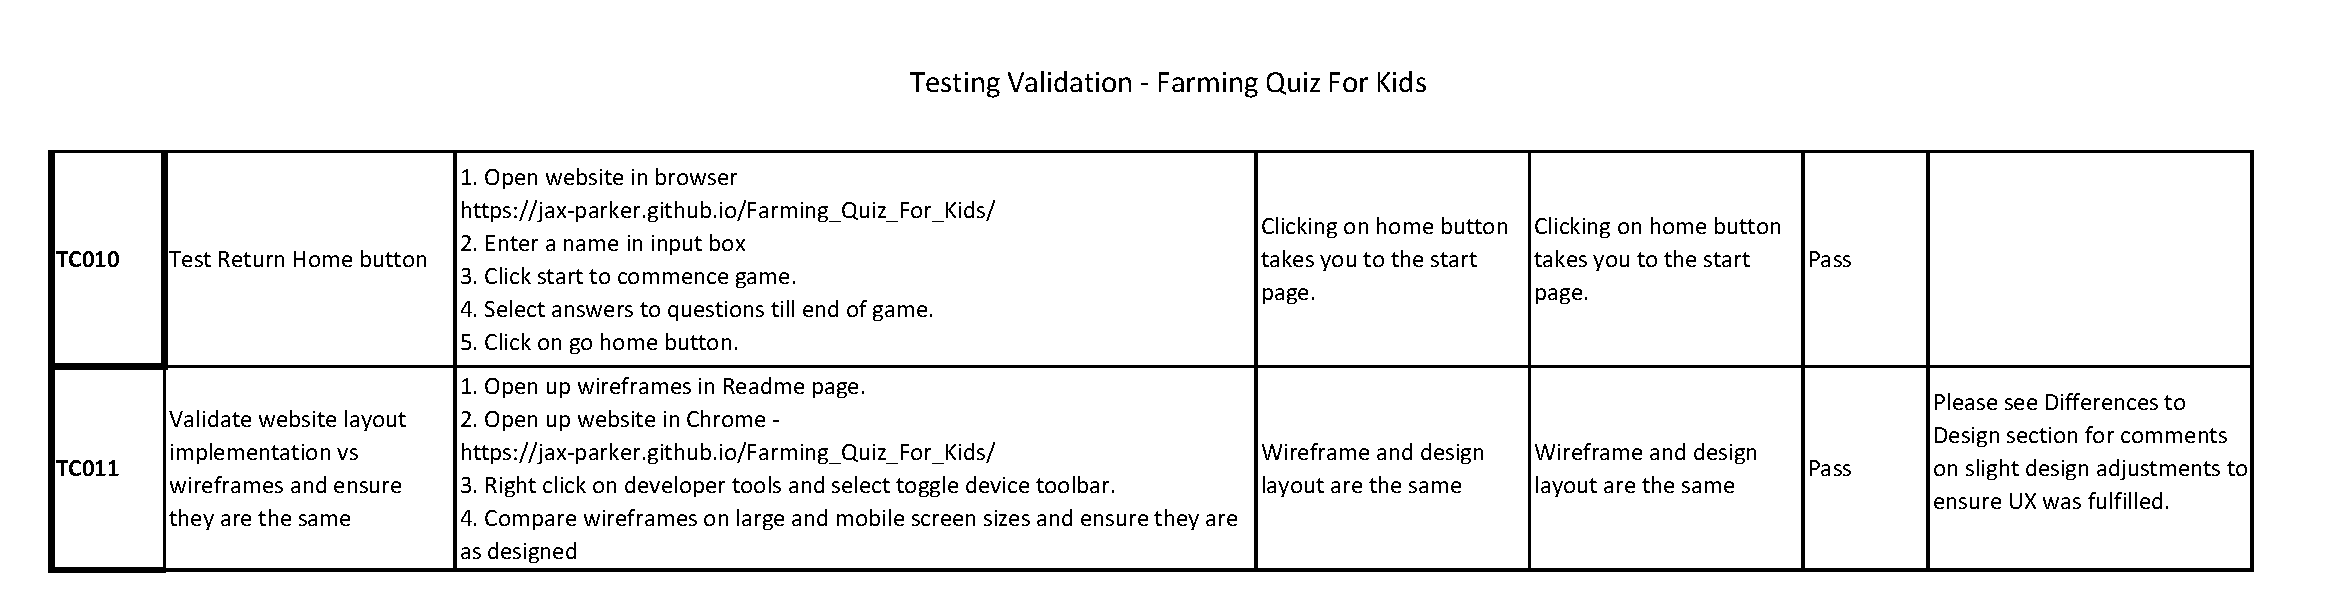 Testing Validation - Farming Quiz For Kids
TC010
Test Return Home button
1. Open website in browser
https://jax-parker.github.io/Farming_Quiz_For_Kids/
2. Enter a name in input box
3. Click start to commence game.
4. Select answers to questions till end of game.
5. Click on go home button.
Clicking on home button
takes you to the start
page.
Clicking on home button
takes you to the start
page.
Pass
TC011
Validate website layout
implementation vs
wireframes and ensure
they are the same
1. Open up wireframes in Readme page.
2. Open up website in Chrome -
https://jax-parker.github.io/Farming_Quiz_For_Kids/
3. Right click on developer tools and select toggle device toolbar.
4. Compare wireframes on large and mobile screen sizes and ensure they are
as designed
Wireframe and design
layout are the same
Wireframe and design
layout are the same
Pass
Please see Differences to
Design section for comments
on slight design adjustments to
ensure UX was fulfilled.